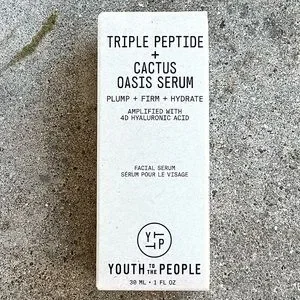 TRIPLE PEPTIDE
+
CACTUS
OASIS SERUM
PLUMP + FIRM + HYDRATE
AMPLIFIED WITH
4D HYALURONIC ACID
FACIAL SERUM
SÉRUM POUR LE VISAGE
Y T T P
YOUTH TO THE PEOPLE
30 ML • 1 FL OZ